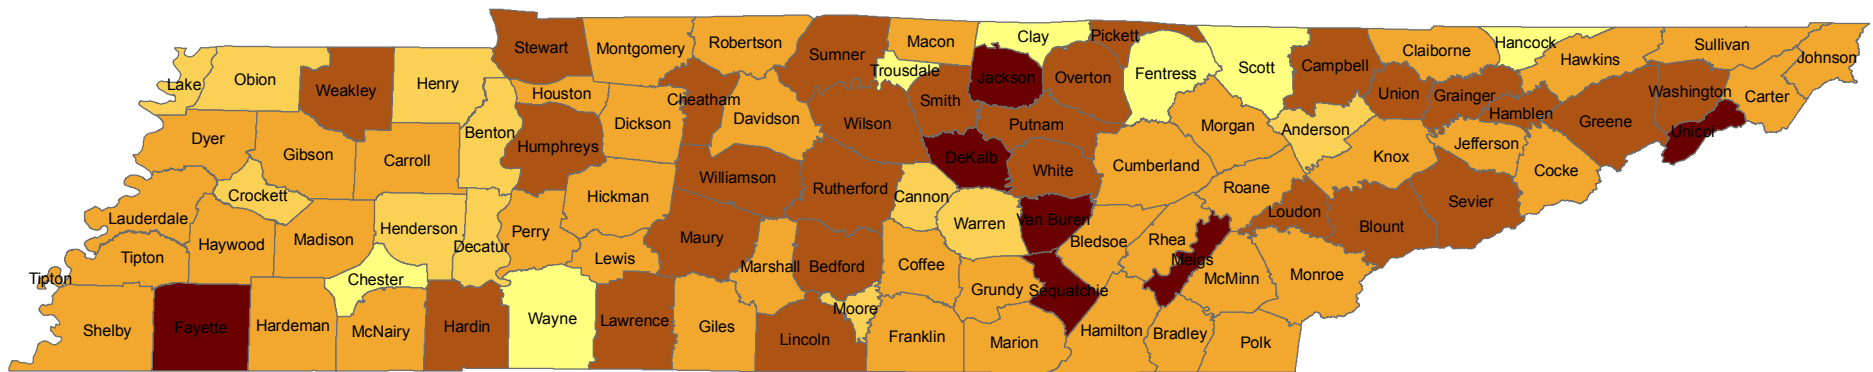 Stewart
Montgomery
Robertson
Sumner
Macon
Clay
Pickett
Fentress
Scott
Campbell
Claiborne
Hancock
Hawkins
Sullivan
Johnson
Lake
Obion
Weakley
Henry
Houston
Cheatham
Trousdale
Jackson
Overton
Union
Grainger
Hamblen
Washington
Carter
Dyer
Gibson
Carroll
Benton
Humphreys
Dickson
Davidson
Wilson
Smith
Putnam
Morgan
Anderson
Knox
Jefferson
Greene
Unicoi
Crockett
Williamson
Rutherford
DeKalb
White
Cumberland
Roane
Loudon
Blount
Sevier
Cocke
Lauderdale
Haywood
Madison
Henderson
Decatur
Perry
Hickman
Maury
Cannon
Warren
Van Buren
Bledsoe
Rhea
Meigs
McMinn
Monroe
Tipton
Tipton
Chester
Lewis
Marshall
Bedford
Coffee
Grundy
Sequatchie
Shelby
Fayette
Hardeman
McNairy
Hardin
Wayne
Lawrence
Giles
Lincoln
Moore
Franklin
Marion
Hamilton
Bradley
Polk